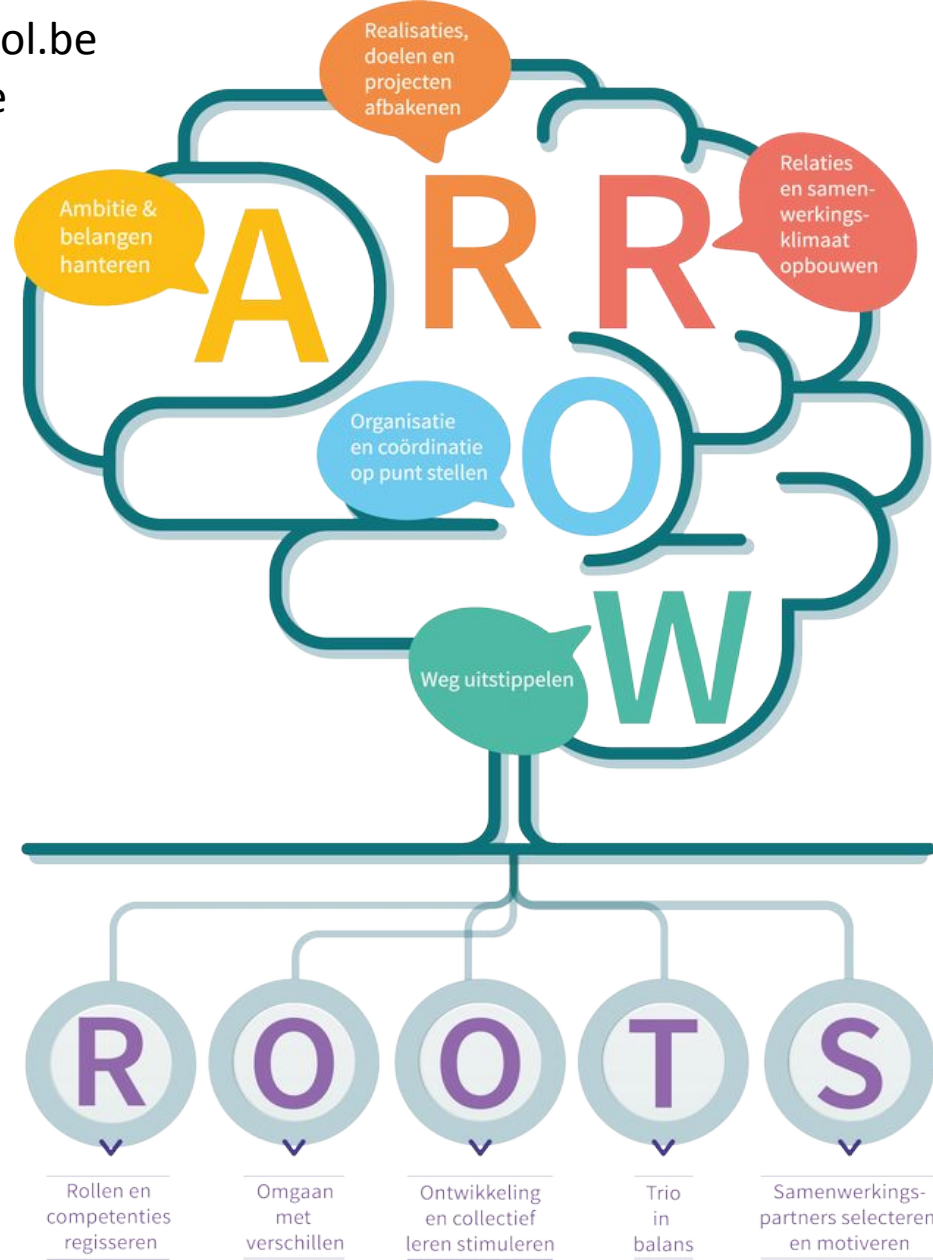 ol.be
e
Realisaties,
doelen en
projecten
afbakenen
Ambitie &
belangen
hanteren
A
R
R
Relaties
en samen-
werkings-
klimaat
opbouwen
Organisatie
en coördinatie
op punt stellen
O
Weg uitstippelen
W
R
O
O
T
S
Rollen en
competenties
regisseren
Omgaan
met
verschillen
Ontwikkeling
en collectief
leren stimuleren
Trio
in
balans
Samenwerkings-
partners selecteren
en motiveren